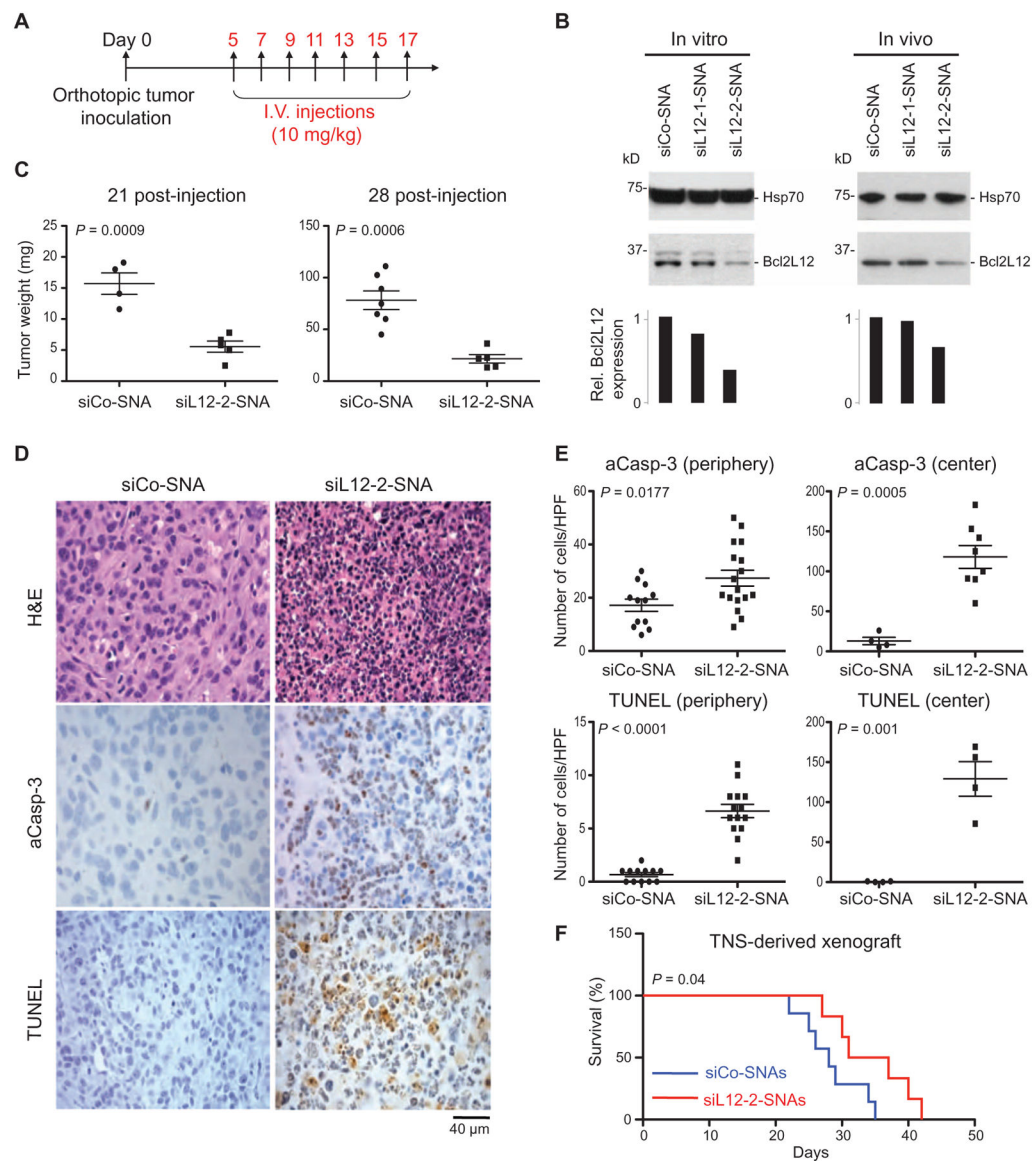 A
Day 0
5 7 9 11 13 15 17
Orthotopic tumor
inoculation
I.V. injections
(10 mg/kg)
B
In vitro
In vivo
siCo-SNA
siL12-1-SNA
siL12-2-SNA
siCo-SNA
siL12-1-SNA
siL12-2-SNA
kD
75-
- Hsp70
37-
- Bcl2L12
kD
75-
- Hsp70
37-
- Bcl2L12
Rel. Bcl2L12
expression
1
0
1
0
C
21 post-injection
P = 0.0009
Tumor weight (mg)
25
20
15
10
5
0
siCo-SNA
siL12-2-SNA
28 post-injection
P = 0.0006
150
100
50
0
siCo-SNA
siL12-2-SNA
D
siCo-SNA
siL12-2-SNA
H&E
aCasp-3
TUNEL
40 µm
E
aCasp-3 (periphery)
P = 0.0177
Number of cells/HPF
60
40
20
0
siCo-SNA
siL12-2-SNA
aCasp-3 (center)
P = 0.0005
200
150
100
50
0
siCo-SNA
siL12-2-SNA
TUNEL (periphery)
P < 0.0001
Number of cells/HPF
15
10
5
0
siCo-SNA
siL12-2-SNA
TUNEL (center)
P = 0.001
200
150
100
50
0
siCo-SNA
siL12-2-SNA
F
TNS-derived xenograft
P = 0.04
Survival (%)
100
50
0
siCo-SNAs
siL12-2-SNAs
0 10 20 30 40 50
Days